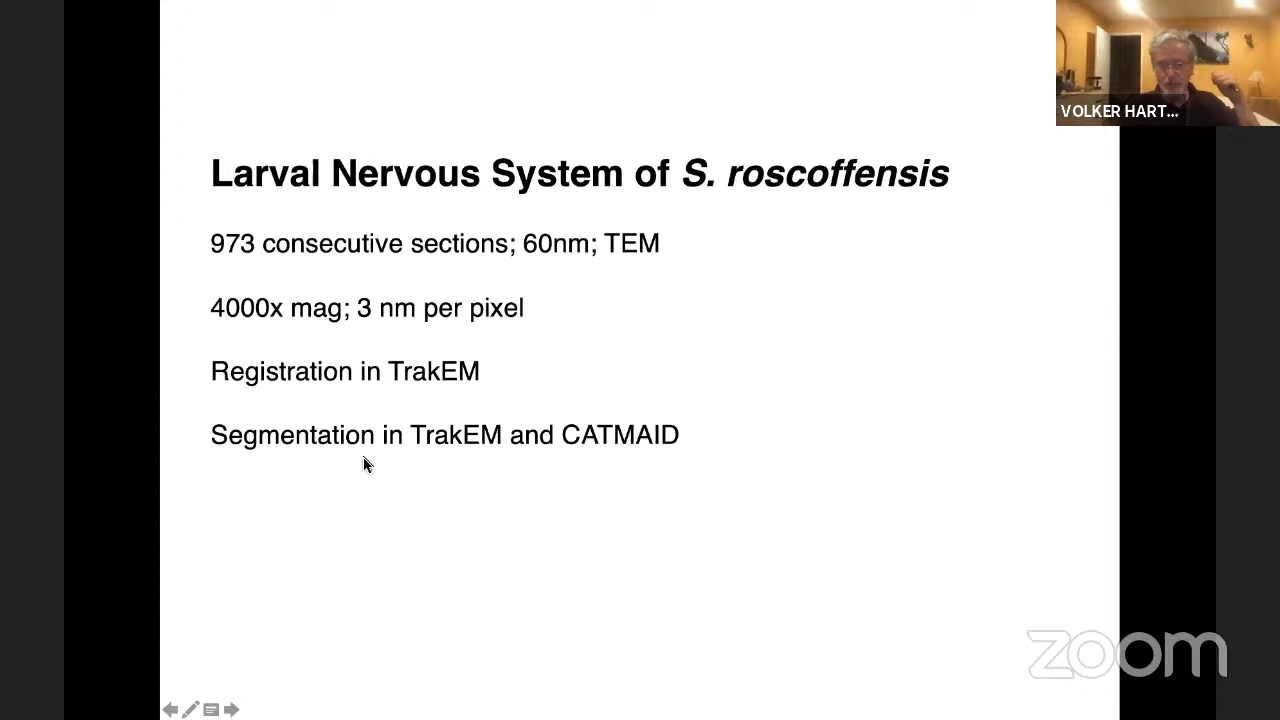 VOLKER HART...
Larval Nervous System of S. roscoffensis
973 consecutive sections; 60nm; TEM
4000x mag; 3 nm per pixel
Registration in TrakEM
Segmentation in TrakEM and CATMAID
zoom